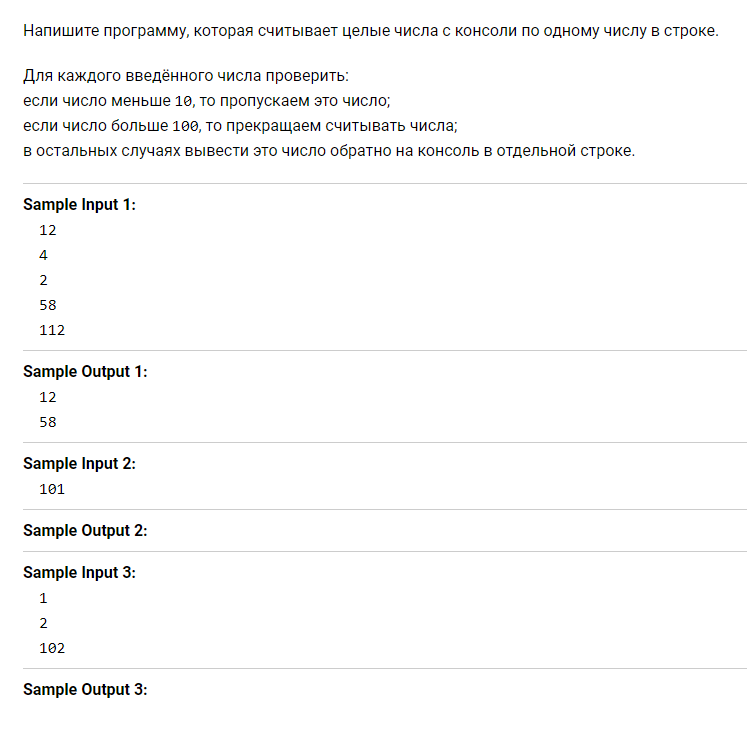 Напишите программу, которая считывает целые числа с консоли по одному числу в строке.
Для каждого введённого числа проверить:
если число меньше 10, то пропускаем это число;
если число больше 100, то прекращаем считывать числа;
в остальных случаях вывести это число обратно на консоль в отдельной строке.
Sample Input 1:
12
4
2
58
112
Sample Output 1:
12
58
Sample Input 2:
101
Sample Output 2:
Sample Input 3:
1
2
102
Sample Output 3: